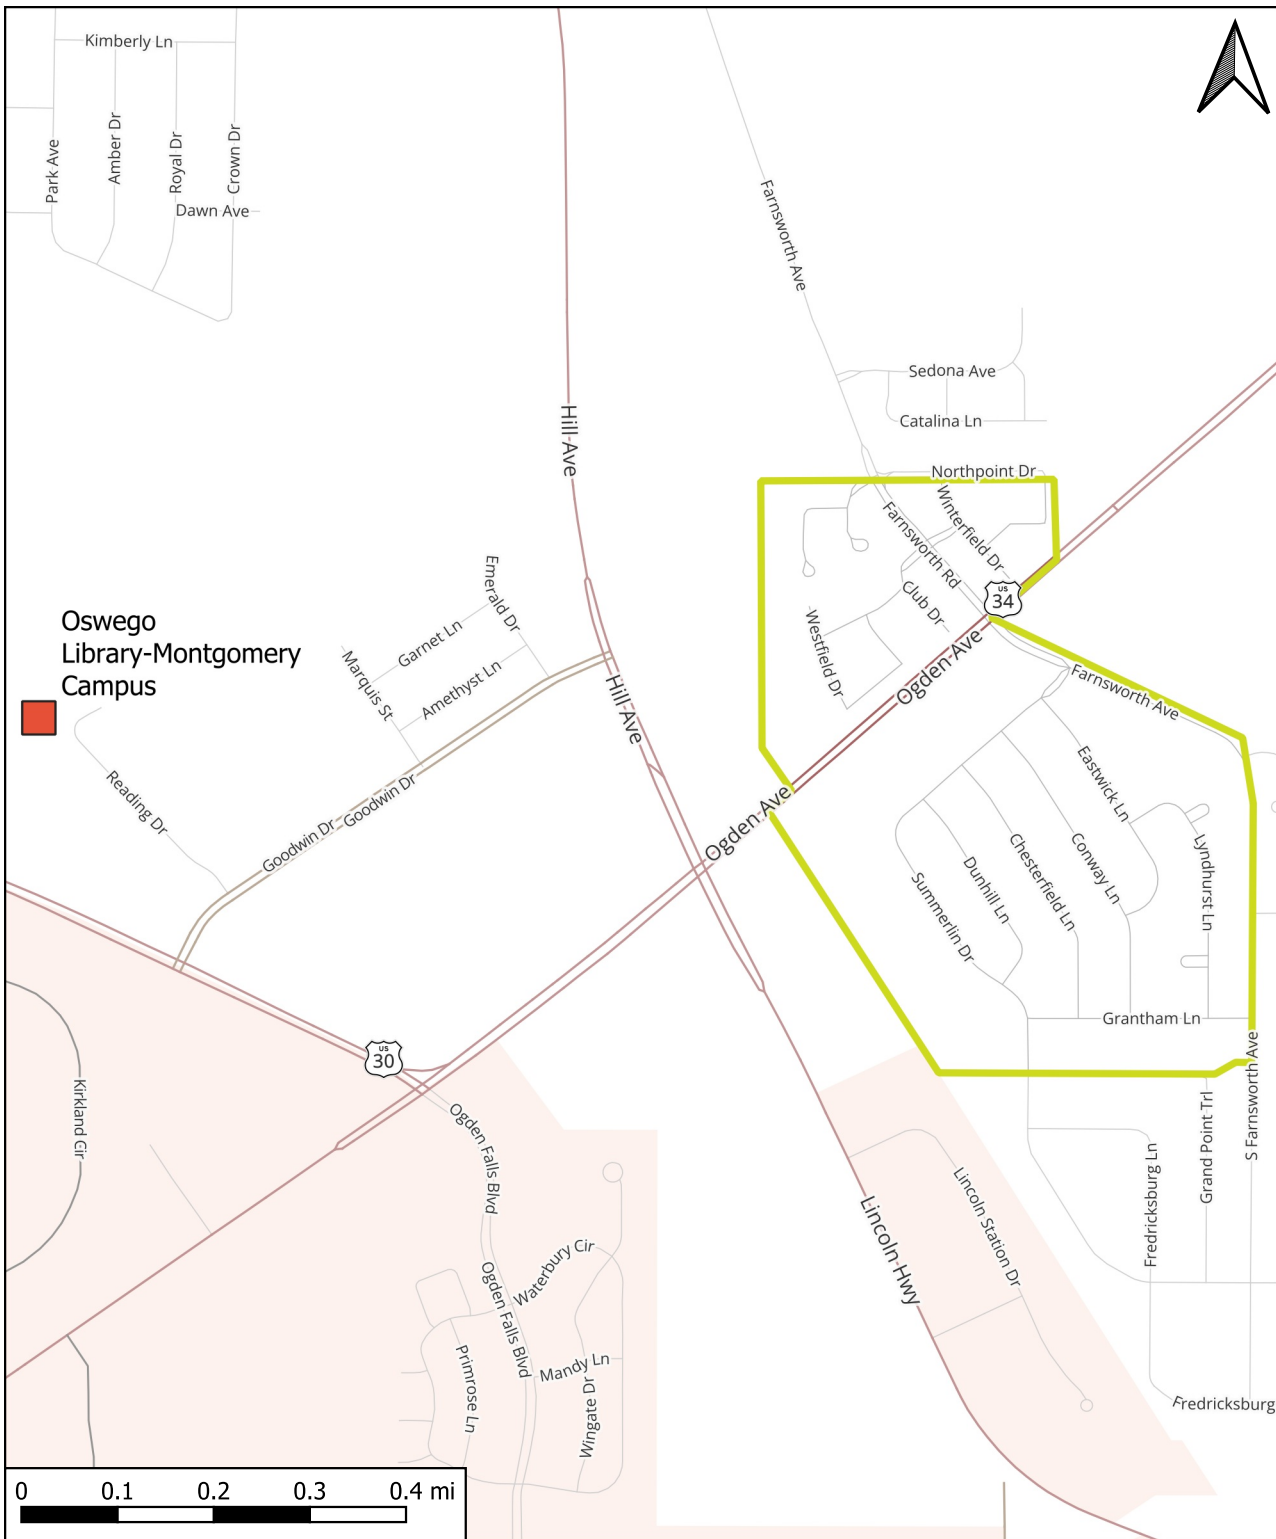 Kimberly Ln
Park Ave
Amber Dr
Royal Dr
Crown Dr
Dawn Ave
Farnsworth Ave
Sedona Ave
Catalina Ln
Hill Ave
Northpoint Dr
Winterfield Dr
Farnsworth Rd
Club Dr
US
34
Westfield Dr
Ogden Ave
Emerald Dr
Garnet Ln
Marquis St
Amethyst Ln
Oswego
Library-Montgomery
Campus
Hill Ave
Farnsworth Ave
Reading Dr
Goodwin Dr
Goodwin Dr
Ogden Ave
Eastwick Ln
Lyndhurst Ln
Conway Ln
Chesterfield Ln
Dunhill Ln
Summerlin Dr
Grantham Ln
US
30
Kirkland Cir
Ogden Falls Blvd
S Farnsworth Ave
Grand Point Trl
Fredricksburg Ln
Lincoln Station Dr
Lincoln Hwy
Waterbury Cir
Ogden Falls Blvd
Mandy Ln
Primrose Ln
Wingate Dr
Fredricksburg
0 0.1 0.2 0.3 0.4 mi